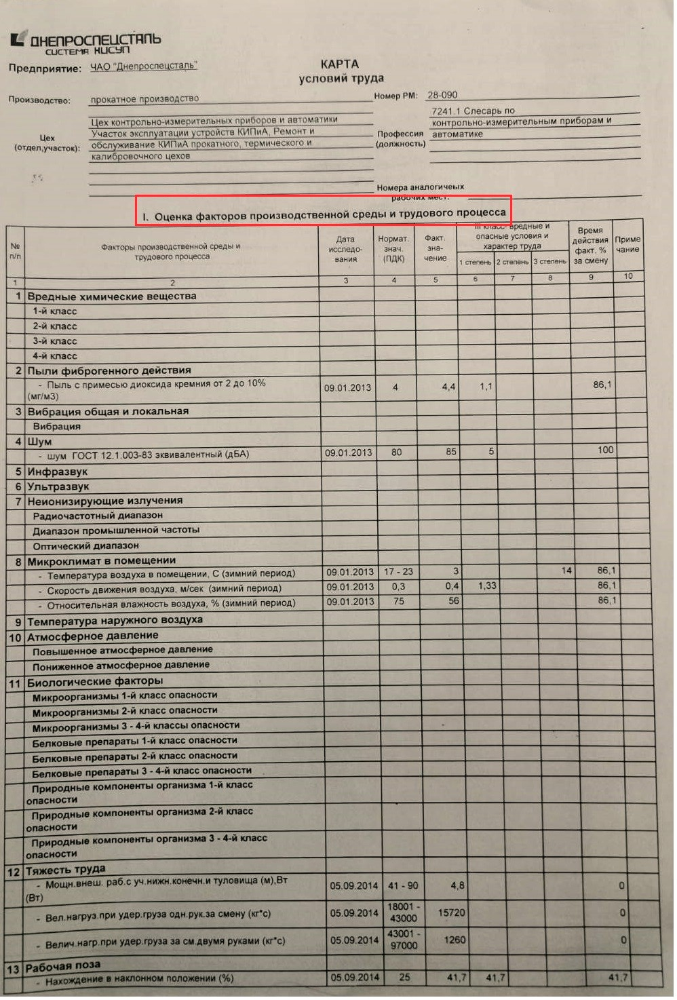 ДНЕПРОСПЕЦСТАЛЬ
СИСТЕМА НИСУП
Предприятие: ЧАО "Днепроспецсталь"
КАРТА
условий труда
Производство: прокатное производство
Номер РМ: 28-090
Цех (отдел,участок):
Цех контрольно-измерительных приборов и автоматики
Участок эксплуатации устройств КИПиА, Ремонт и
обслуживание КИПиА прокатного, термического и
калибровочного цехов
Профессия (должность)
7241.1 Слесарь по
контрольно-измерительным приборам и
автоматике
Номера аналогичеых
рабочих мест:
I. Оценка факторов производственной среды и трудового процесса
№ п/п
Факторы производственной среды и
трудового процесса
Дата исследо-вания
Нормат. знач. (ПДК)
Факт. зна-чение
III класс- вредные и
опасные условия и
характер труда
1 степень 2 степень 3 степень
Время действия факт. % за смену
Приме чание
1 2 3 4 5 6 7 8 9 10
1 Вредные химические вещества
1-й класс
2-й класс
3-й класс
4-й класс
2 Пыли фиброгенного действия
- Пыль с примесью диоксида кремния от 2 до 10% 09.01.2013 4 4,4 1,1 86,1
(мг/м3)
3 Вибрация общая и локальная
Вибрация
4 Шум
- шум ГОСТ 12.1.003-83 эквивалентный (дБА) 09.01.2013 80 85 5 100
5 Инфразвук
6 Ультразвук
7 Неионизирующие излучения
Радиочастотный диапазон
Диапазон промышленной частоты
Оптический диапазон
8 Микроклимат в помещении
- Температура воздуха в помещении, С (зимний период) 09.01.2013 17 - 23 3 14 86,1
- Скорость движения воздуха, м/сек (зимний период) 09.01.2013 0,3 0,4 1,33 86,1
- Относительная влажность воздуха, % (зимний период) 09.01.2013 75 56 86,1
9 Температура наружного воздуха
10 Атмосферное давление
Повышенное атмосферное давление
Пониженное атмосферное давление
11 Биологические факторы
Микроорганизмы 1-й класс опасности
Микроорганизмы 2-й класс опасности
Микроорганизмы 3 - 4-й классы опасности
Белковые препараты 1-й класс опасности
Белковые препараты 2-й класс опасности
Белковые препараты 3 - 4-й класс опасности
Природные компоненты организма 1-й класс
опасности
Природные компоненты организма 2-й класс
опасности
Природные компоненты организма 3 - 4-й класс
опасности
12 Тяжесть труда
- Мощн.внеш. раб.с уч.нижн.конечн.и туловища (м),Вт 05.09.2014 41 - 90 4,8 0
(Вт)
- Вел.нагруз.при удер.груза одн.рук.за смену (кг*с) 05.09.2014 18001 - 43000 15720 0
- Велич.нагр.при удер.груза за см.двумя руками (кг*с) 05.09.2014 43001 - 97000 1260 0
13 Рабочая поза
- Нахождение в наклонном положении (%) 05.09.2014 25 41,7 41,7 41,7